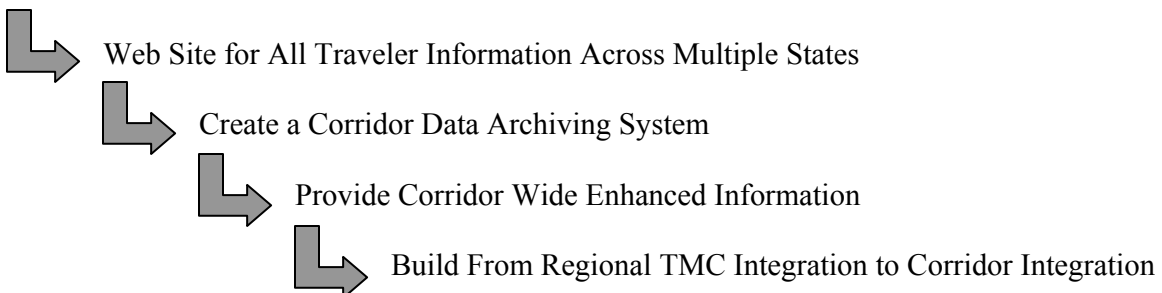 Web Site for All Traveler Information Across Multiple States
Create a Corridor Data Archiving System
Provide Corridor Wide Enhanced Information
Build From Regional TMC Integration to Corridor Integration